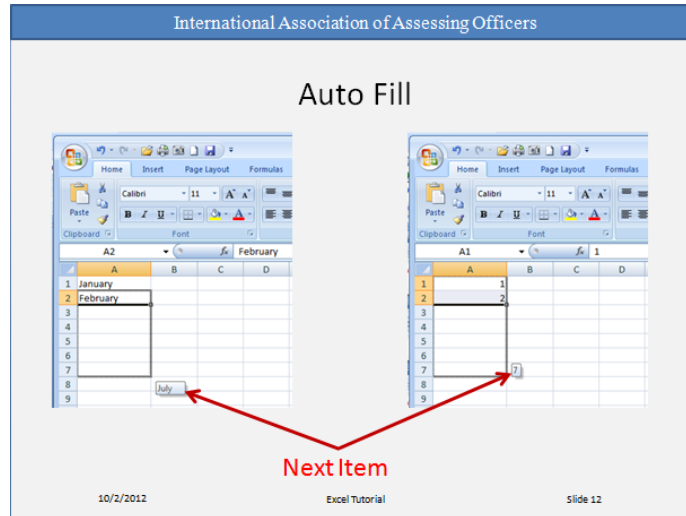 International Association of Assessing Officers
Auto Fill
Home Insert Page Layout Formulas
Paste
Calibri 11 A A
B I U A
Clipboard Font
A2 fx February
A B C D
1 January
2 February
3
4
5
6
7
8
9
July
Home Insert Page Layout Formulas
Paste
Calibri 11 A A
B I U A
Clipboard Font
A1 fx 1
A B C D
1 1
2 2
3
4
5
6
7
8
9
7
Next Item
10/2/2012 Excel Tutorial Slide 12